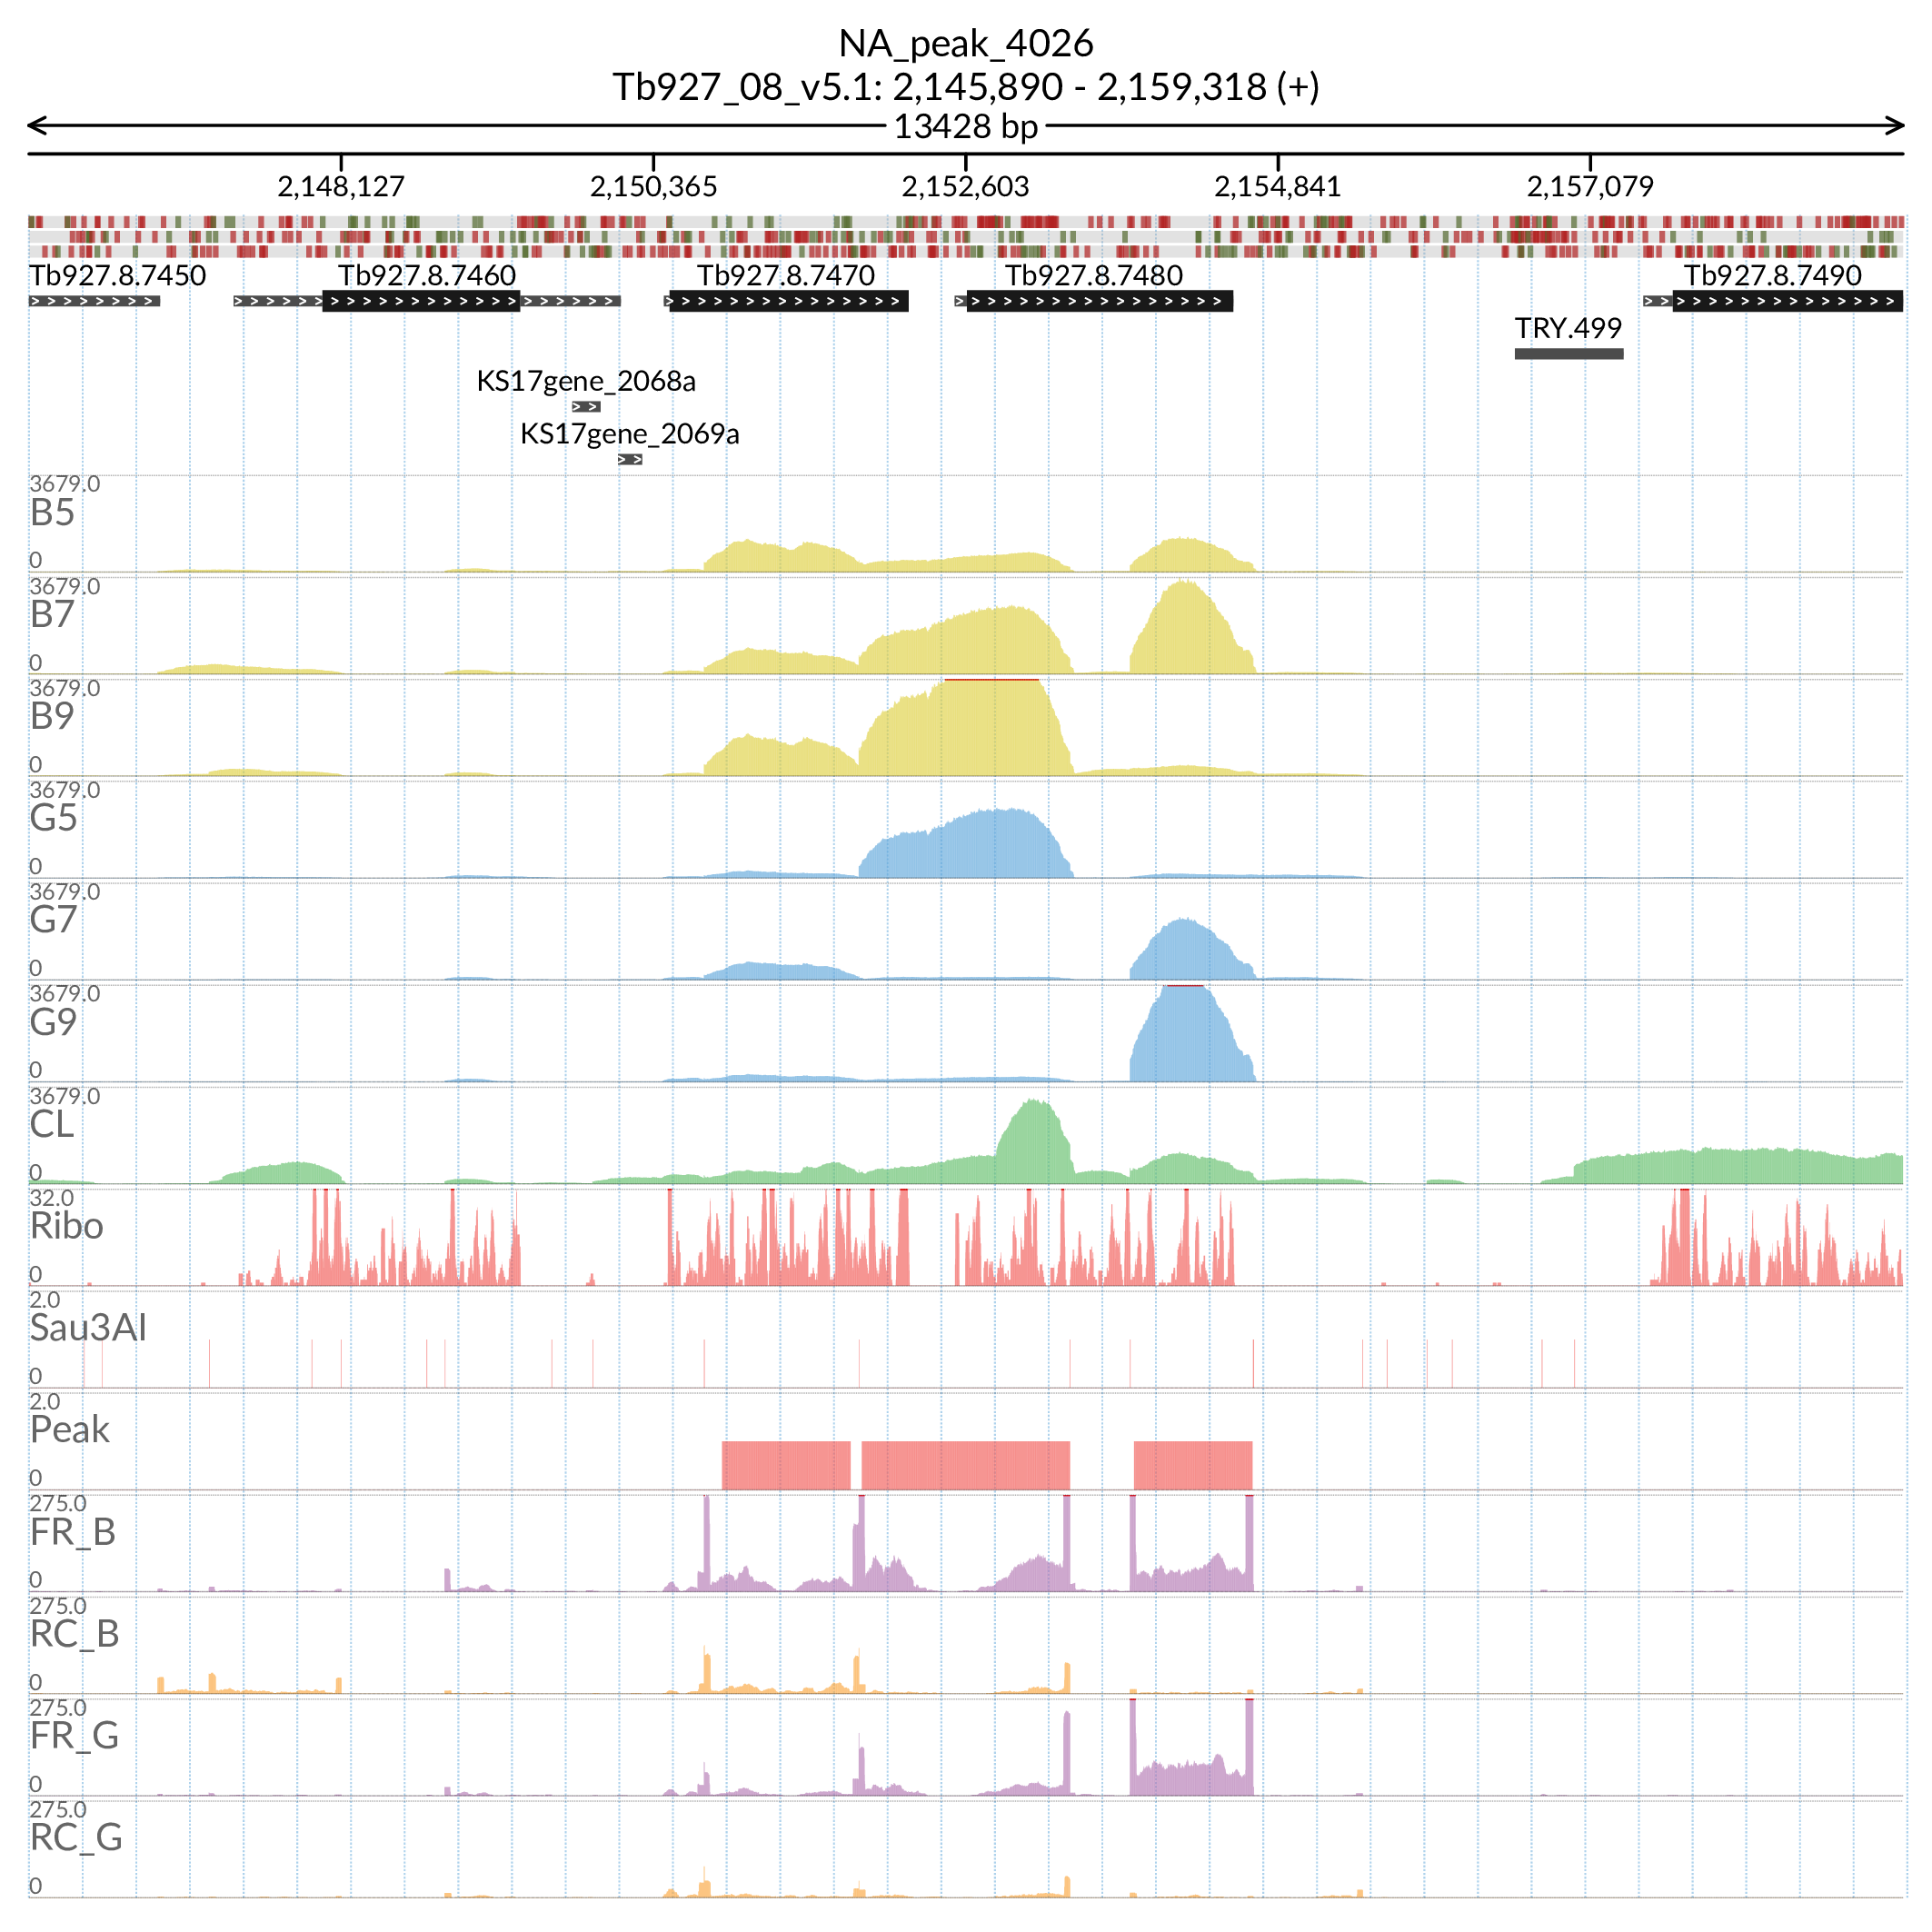 NA_peak_4026
Tb927_08_v5.1: 2,145,890 - 2,159,318 (+)
13428 bp
2,148,127 2,150,365 2,152,603 2,154,841 2,157,079
Tb927.8.7450 Tb927.8.7460 Tb927.8.7470 Tb927.8.7480 Tb927.8.7490
TRY.499
KS17gene_2068a
KS17gene_2069a
3679.0
B5
0
3679.0
B7
0
3679.0
B9
0
3679.0
G5
0
3679.0
G7
0
3679.0
G9
0
3679.0
CL
0
32.0
Ribo
0
2.0
Sau3AI
0
2.0
Peak
0
275.0
FR_B
0
275.0
RC_B
0
275.0
FR_G
0
275.0
RC_G
0